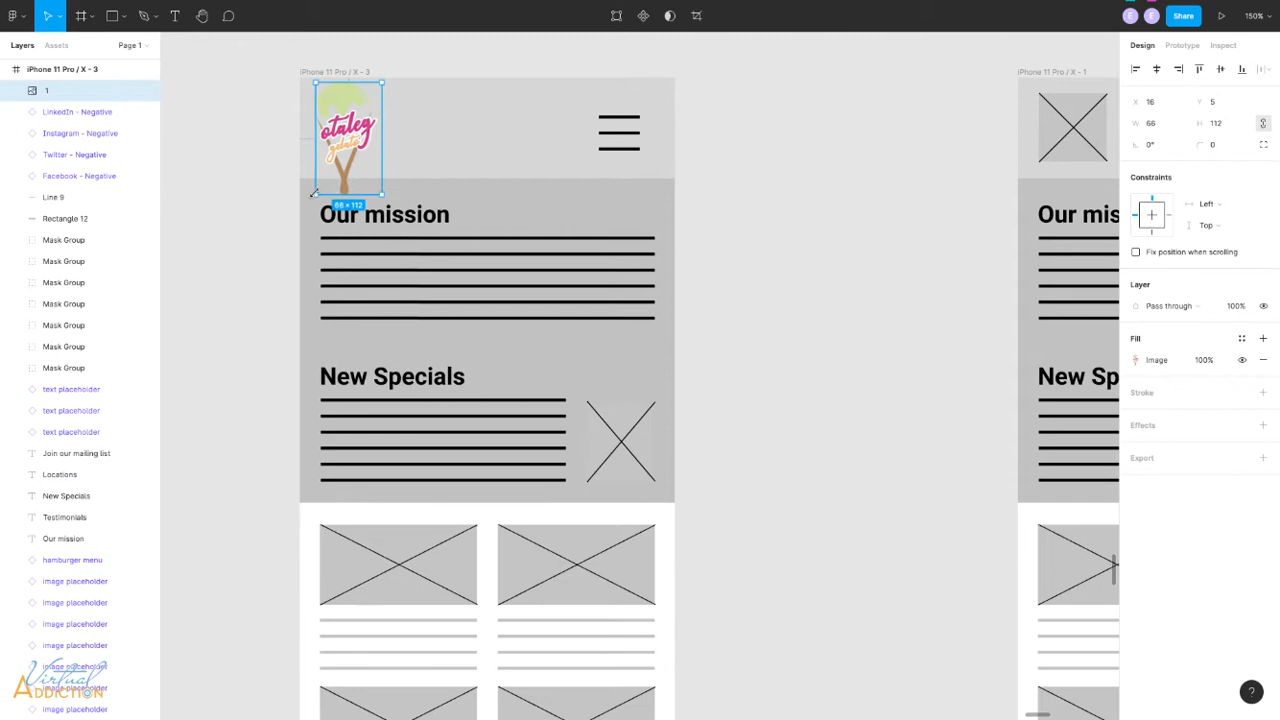 E
E
Share
150%
Layers
Assets
Page 1
Design
Prototype
Inspect
iPhone 11 Pro / X - 3
1
LinkedIn - Negative
Instagram - Negative
Twitter - Negative
Facebook - Negative
Line 9
Rectangle 12
Mask Group
Mask Group
Mask Group
Mask Group
Mask Group
Mask Group
Mask Group
text placeholder
text placeholder
text placeholder
Join our mailing list
Locations
New Specials
Testimonials
Our mission
hamburger menu
image placeholder
image placeholder
image placeholder
image placeholder
image placeholder
image placeholder
image placeholder
Virtual
ADDICTION
iPhone 11 Pro / X - 3
otaleg
gelato
66 × 112
Our mission
New Specials
iPhone 11 Pro / X - 1
Our mis
New Sp
X 16 Y 5
W 66 H 112
0° 0
Constraints
Left
Top
Fix position when scrolling
Layer
Pass through 100%
Fill
Image 100%
Stroke
Effects
Export
?